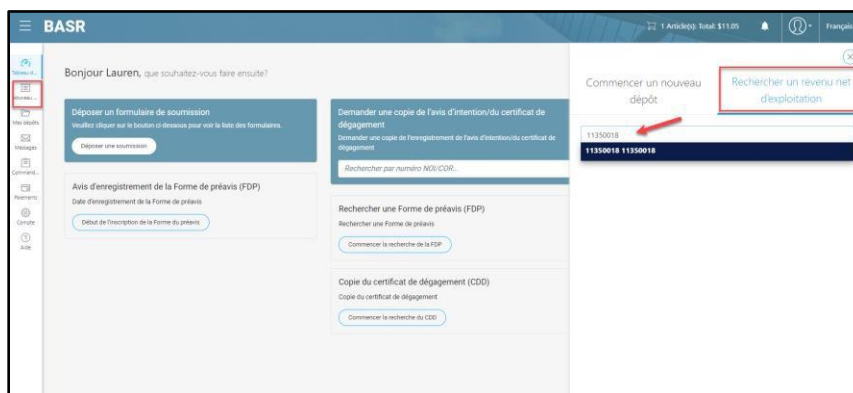 BASR
1 Article(s): Total: $11.05
Français
Tableau d...
Nouveau ...
Mes dépôts
Messages
Command...
Paiements
Compte
Aide
Bonjour Lauren, que souhaitez-vous faire ensuite?
Déposer un formulaire de soumission
Veuillez cliquer sur le bouton ci-dessous pour voir la liste des formulaires.
Déposer une soumission
Avis d'enregistrement de la Forme de préavis (FDP)
Date d'enregistrement de la Forme de préavis
Début de l'inscription de la Forme du préavis
Demander une copie de l'avis d'intention/du certificat de
dégagement
Demander une copie de l'enregistrement de l'avis d'intention/du certificat de
dégagement
Rechercher par numéro NOI/COR...
Rechercher une Forme de préavis (FDP)
Rechercher une Forme de préavis
Commencer la recherche de la FDP
Copie du certificat de dégagement (CDD)
Copie du certificat de dégagement
Commencer la recherche du CDD
Commencer un nouveau
dépôt
Rechercher un revenu net
d'exploitation
11350018
11350018 11350018